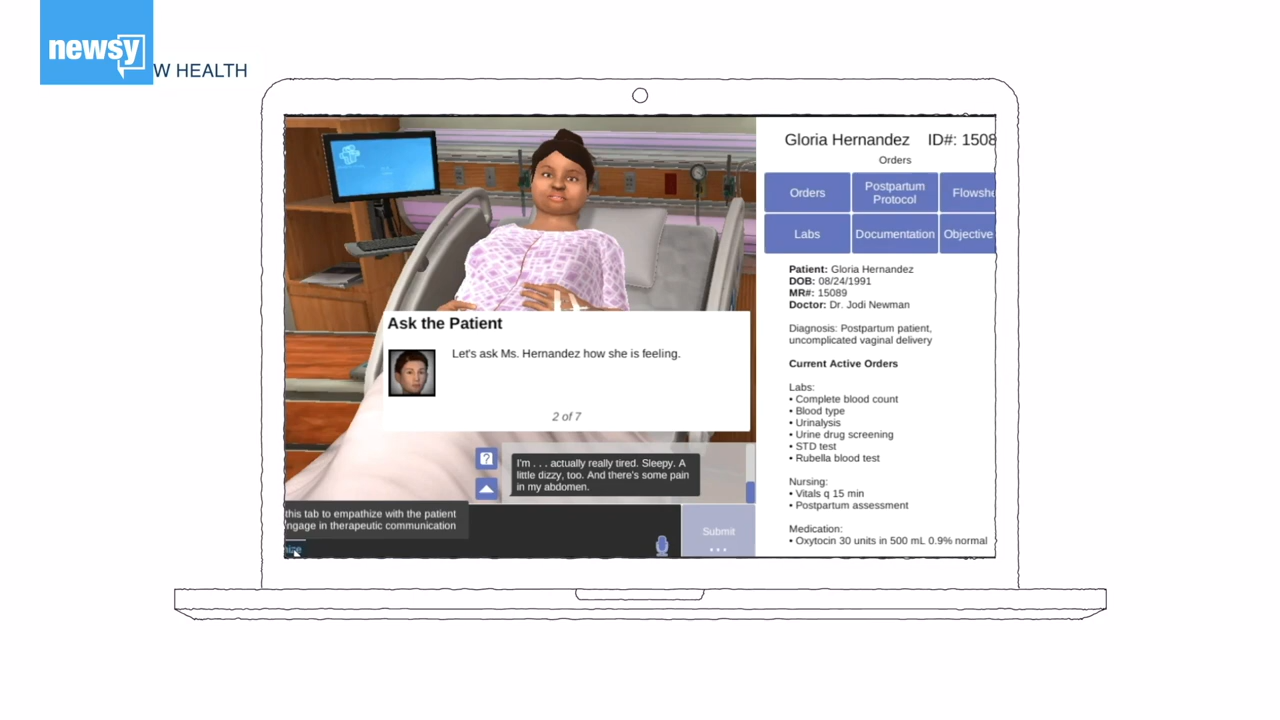 newsy
W HEALTH
Gloria Hernandez ID#: 1508
Orders
Orders
Postpartum
Protocol
Flowshe
Labs
Documentation
Objective
Patient: Gloria Hernandez
DOB: 08/24/1991
MR#: 15089
Doctor: Dr. Jodi Newman
Diagnosis: Postpartum patient,
uncomplicated vaginal delivery
Current Active Orders
Labs:
• Complete blood count
• Blood type
• Urinalysis
• Urine drug screening
• STD test
• Rubella blood test
Nursing:
• Vitals q 15 min
• Postpartum assessment
Medication:
• Oxytocin 30 units in 500 mL 0.9% normal
Ask the Patient
Let's ask Ms. Hernandez how she is feeling.
2 of 7
?
I'm . . . actually really tired. Sleepy. A
little dizzy, too. And there's some pain
in my abdomen.
this tab to empathize with the patient
ngage in therapeutic communication
Submit
...